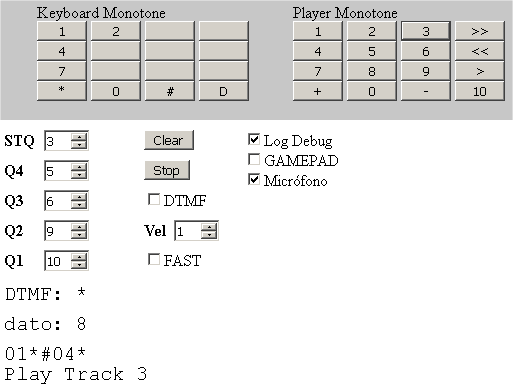 Keyboard Monotone Player Monotone
1 2 1 2 3 >>
4 4 5 6 <<
7 7 8 9 >
* 0 # D + 0 - 10
STQ 3 Clear Log Debug
GAMEPAD
Q4 5 Stop Micrófono
Q3 6 DTMF
Q2 9 Vel 1
Q1 10 FAST
DTMF: *
dato: 8
01*#04*
Play Track 3